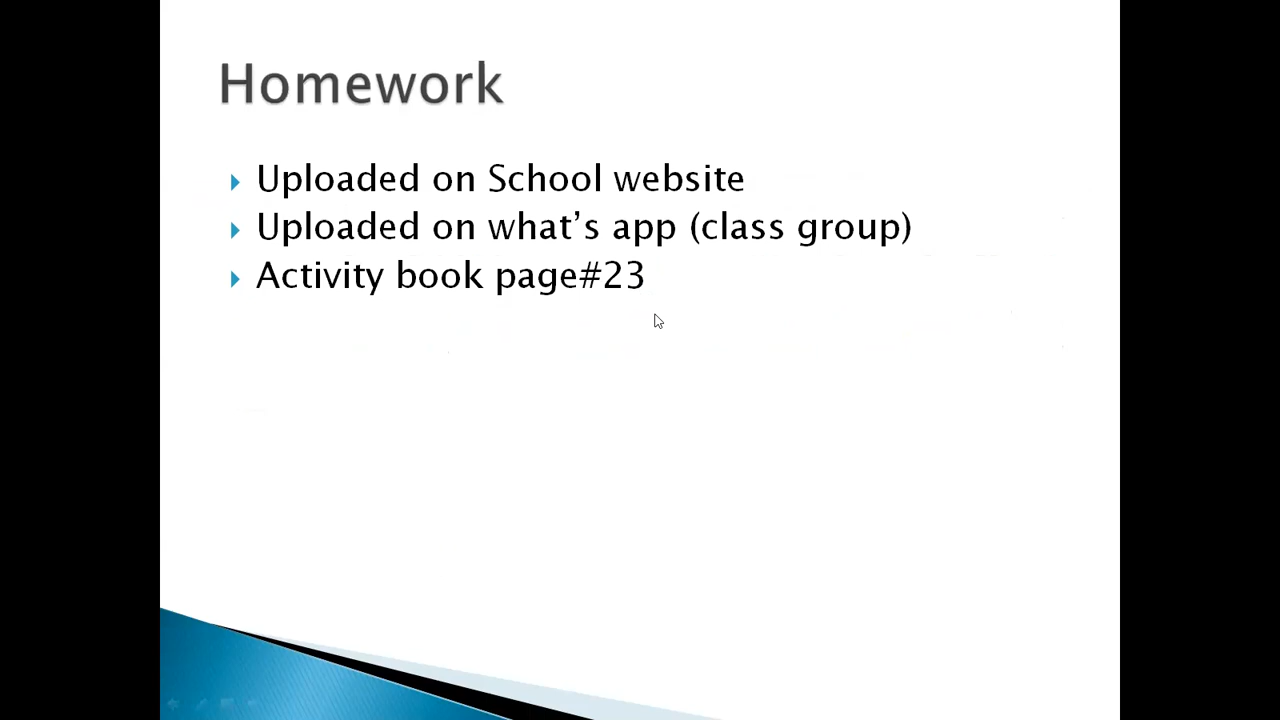 Homework
Uploaded on School website
Uploaded on what’s app (class group)
Activity book page#23